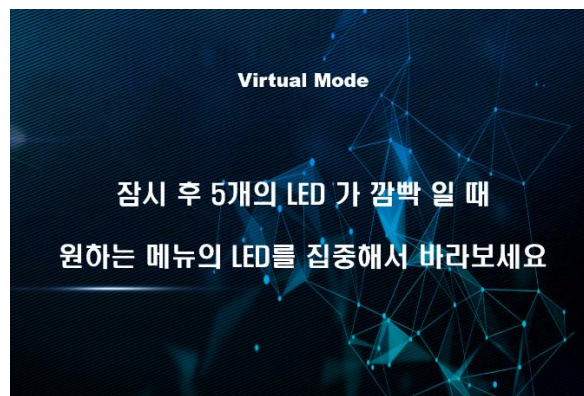 Virtual Mode
잠시 후 5개의 LED 가 깜빡 일 때
원하는 메뉴의 LED를 집중해서 바라보세요